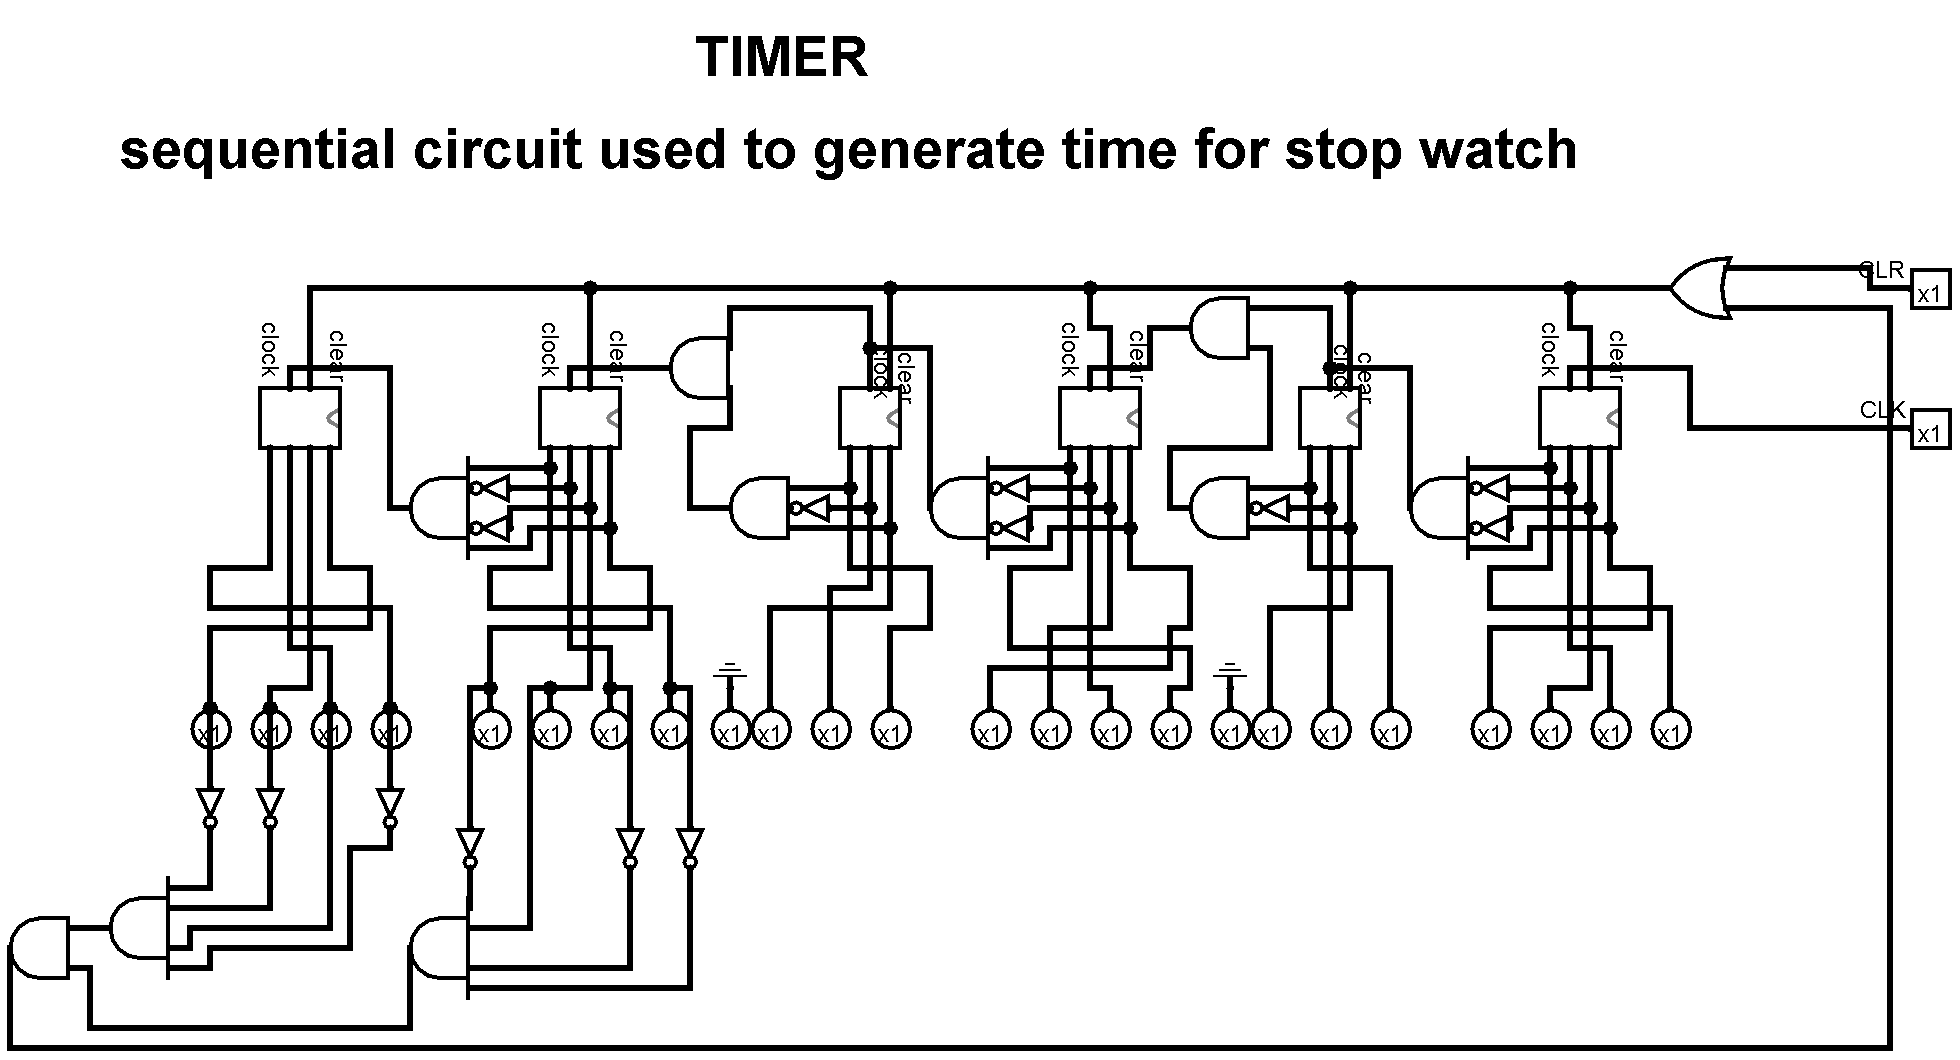 TIMER
sequential circuit used to generate time for stop watch
CLR
x1
clock clear clock clear clock clear clock clear clock clear clock clear
CLK
x1
x1 x1 x1 x1 x1 x1 x1 x1 x1 x1 x1 x1 x1 x1 x1 x1 x1 x1 x1 x1 x1 x1 x1 x1